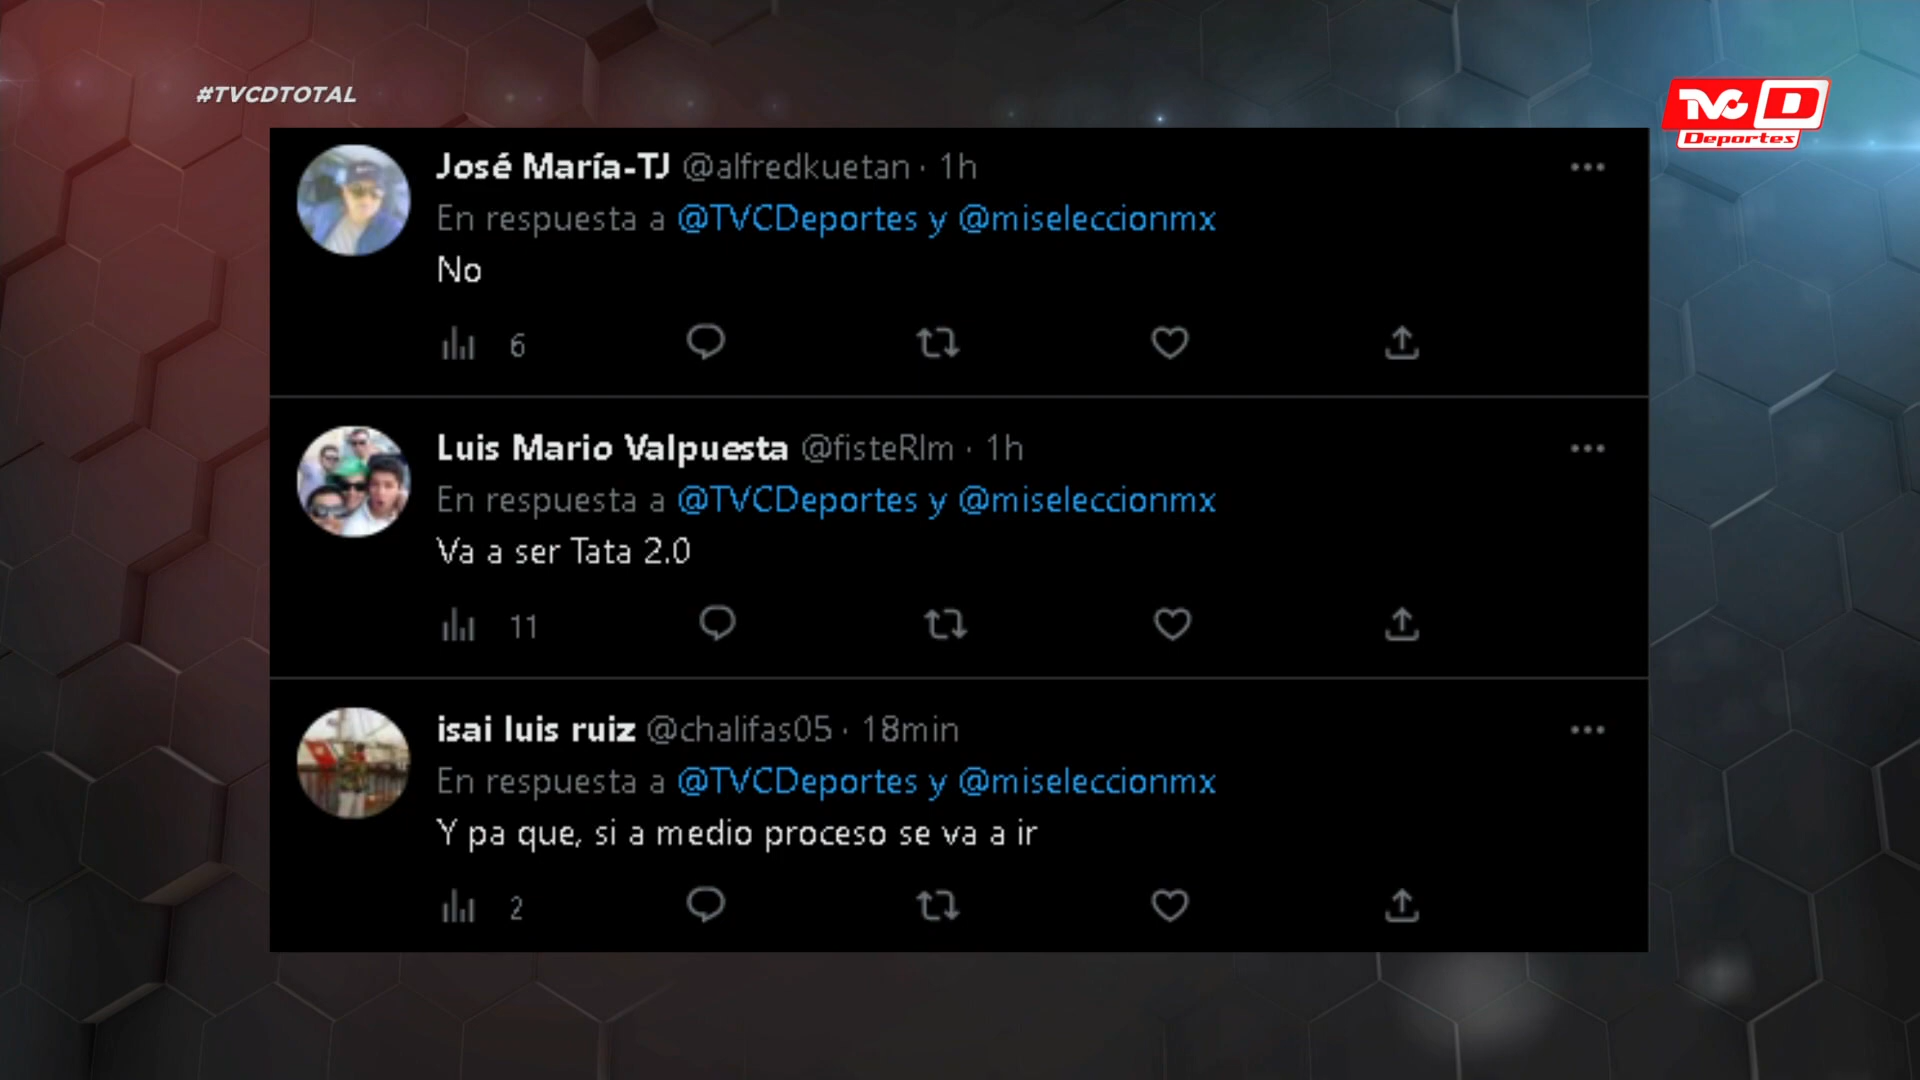 #TVCDTOTAL
TVC D
Deportes
José María-TJ @alfredkuetan · 1h
En respuesta a @TVCDeportes y @miseleccionmx
No
6
Luis Mario Valpuesta @fisteRlm · 1h
En respuesta a @TVCDeportes y @miseleccionmx
Va a ser Tata 2.0
11
isai luis ruiz @chalifas05 · 18min
En respuesta a @TVCDeportes y @miseleccionmx
Y pa que, si a medio proceso se va a ir
2